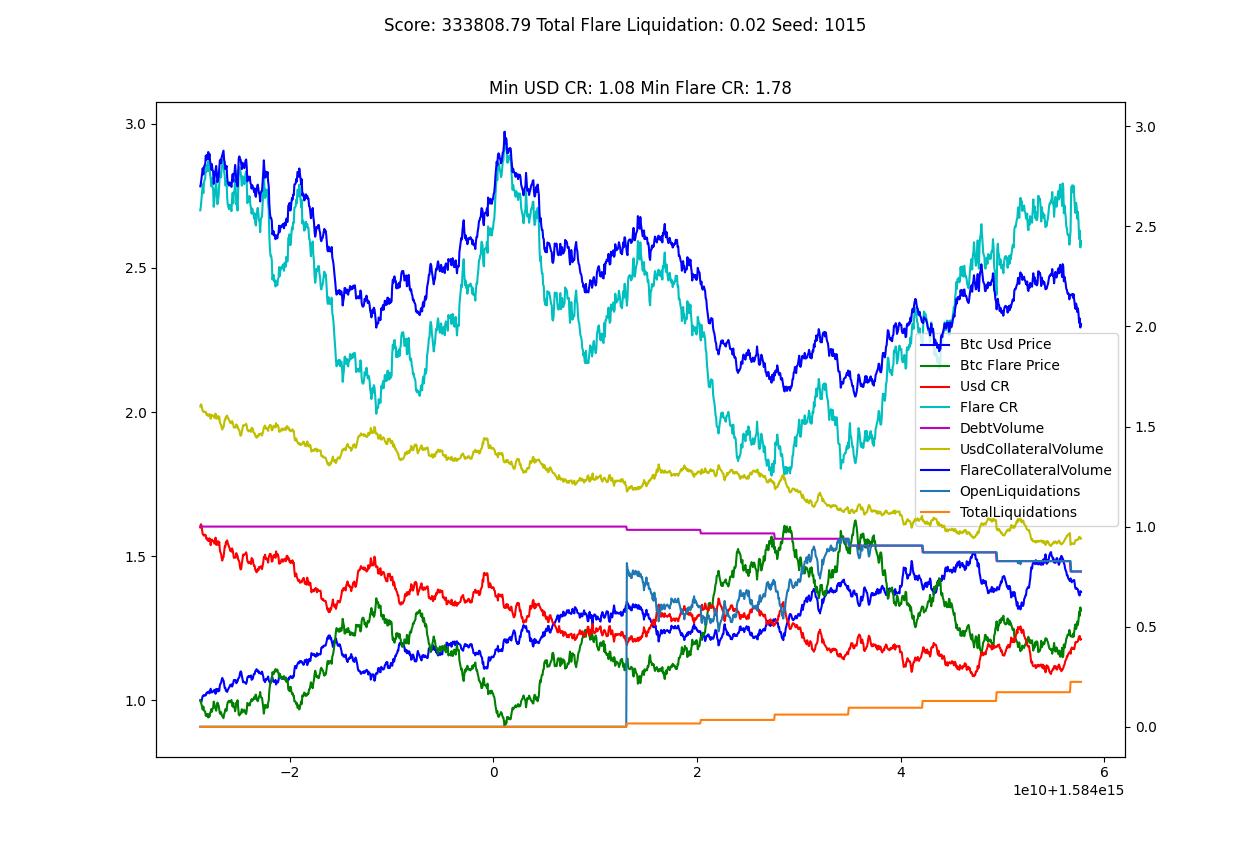 Score: 333808.79 Total Flare Liquidation: 0.02 Seed: 1015
Min USD CR: 1.08 Min Flare CR: 1.78
3.0
2.5
2.0
1.5
1.0
3.0
2.5
2.0
1.5
1.0
0.5
0.0
Btc Usd Price
Btc Flare Price
Usd CR
Flare CR
DebtVolume
UsdCollateralVolume
FlareCollateralVolume
OpenLiquidations
TotalLiquidations
−2 0 2 4 6
1e10+1.584e15